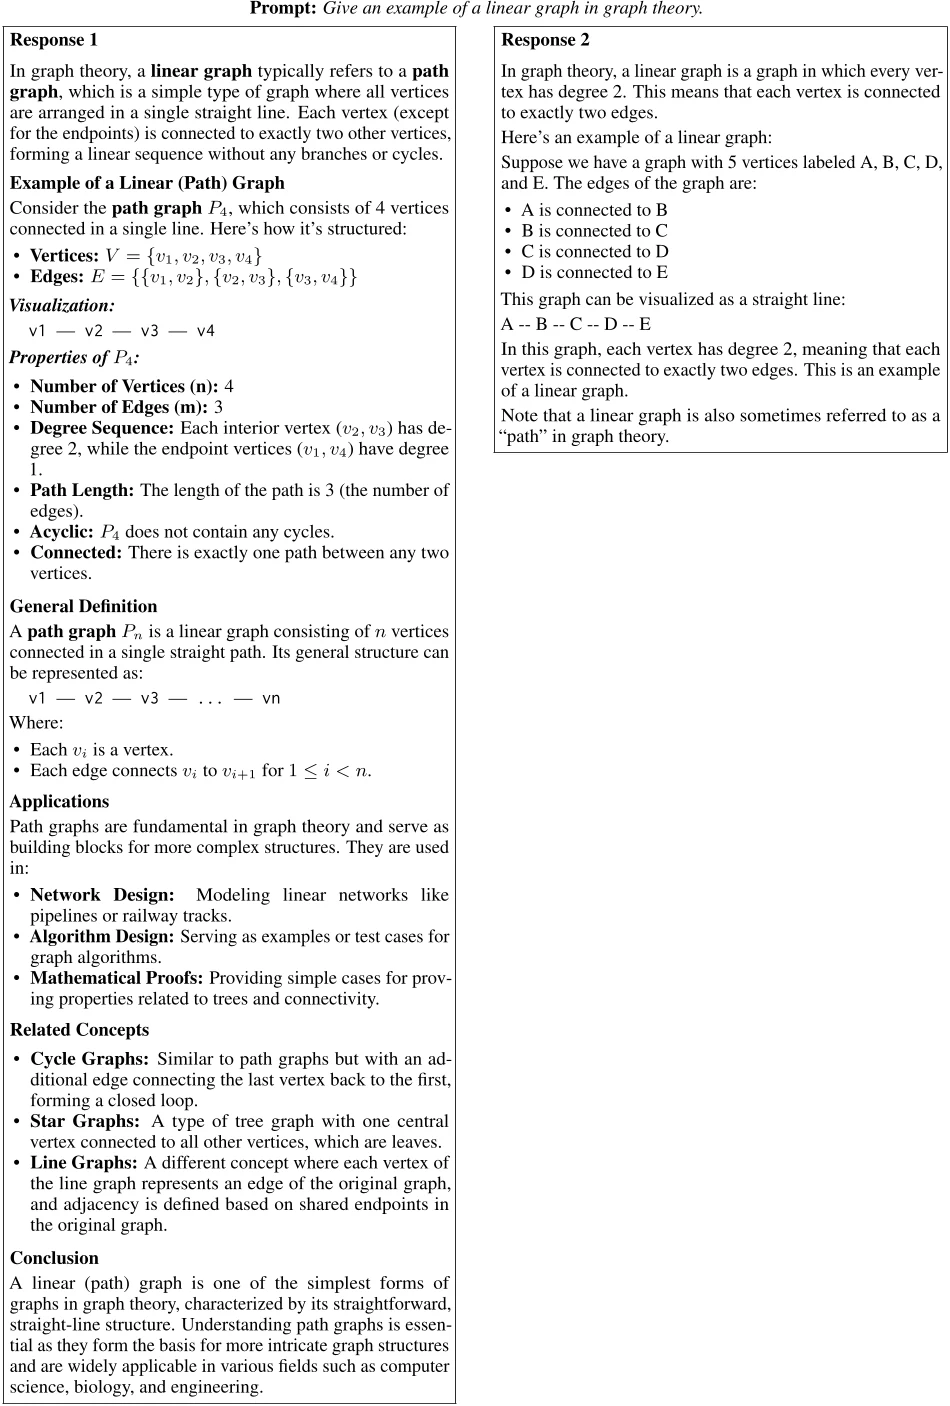 Prompt: Give an example of a linear graph in graph theory.
Response 1
In graph theory, a linear graph typically refers to a path
graph, which is a simple type of graph where all vertices
are arranged in a single straight line. Each vertex (except
for the endpoints) is connected to exactly two other vertices,
forming a linear sequence without any branches or cycles.
Example of a Linear (Path) Graph
Consider the path graph P₄, which consists of 4 vertices
connected in a single line. Here's how it's structured:
• Vertices: V = {v₁, v₂, v₃, v₄}
• Edges: E = {{v₁, v₂}, {v₂, v₃}, {v₃, v₄}}
Visualization:
v1 — v2 — v3 — v4
Properties of P₄:
• Number of Vertices (n): 4
• Number of Edges (m): 3
• Degree Sequence: Each interior vertex (v₂, v₃) has de-
gree 2, while the endpoint vertices (v₁, v₄) have degree
1.
• Path Length: The length of the path is 3 (the number of
edges).
• Acyclic: P₄ does not contain any cycles.
• Connected: There is exactly one path between any two
vertices.
General Definition
A path graph Pₙ is a linear graph consisting of n vertices
connected in a single straight path. Its general structure can
be represented as:
v1 — v2 — v3 — ... — vn
Where:
• Each vᵢ is a vertex.
• Each edge connects vᵢ to vᵢ₊₁ for 1 ≤ i < n.
Applications
Path graphs are fundamental in graph theory and serve as
building blocks for more complex structures. They are used
in:
• Network Design: Modeling linear networks like
pipelines or railway tracks.
• Algorithm Design: Serving as examples or test cases for
graph algorithms.
• Mathematical Proofs: Providing simple cases for prov-
ing properties related to trees and connectivity.
Related Concepts
• Cycle Graphs: Similar to path graphs but with an ad-
ditional edge connecting the last vertex back to the first,
forming a closed loop.
• Star Graphs: A type of tree graph with one central
vertex connected to all other vertices, which are leaves.
• Line Graphs: A different concept where each vertex of
the line graph represents an edge of the original graph,
and adjacency is defined based on shared endpoints in
the original graph.
Conclusion
A linear (path) graph is one of the simplest forms of
graphs in graph theory, characterized by its straightforward,
straight-line structure. Understanding path graphs is essen-
tial as they form the basis for more intricate graph structures
and are widely applicable in various fields such as computer
science, biology, and engineering.
Response 2
In graph theory, a linear graph is a graph in which every ver-
tex has degree 2. This means that each vertex is connected
to exactly two edges.
Here's an example of a linear graph:
Suppose we have a graph with 5 vertices labeled A, B, C, D,
and E. The edges of the graph are:
• A is connected to B
• B is connected to C
• C is connected to D
• D is connected to E
This graph can be visualized as a straight line:
A -- B -- C -- D -- E
In this graph, each vertex has degree 2, meaning that each
vertex is connected to exactly two edges. This is an example
of a linear graph.
Note that a linear graph is also sometimes referred to as a
“path” in graph theory.